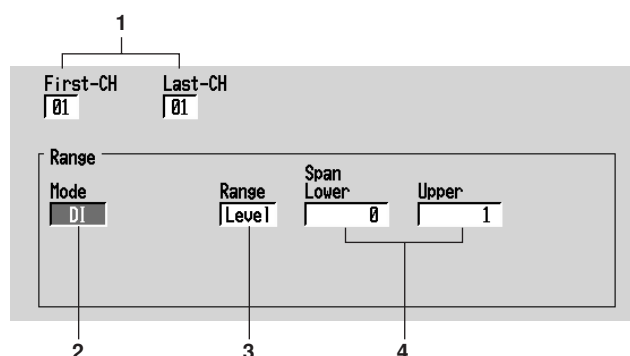 1
First-CH Last-CH
01 01
Range
Span
Mode Range Lower Upper
DI Level 0 1
2 3 4